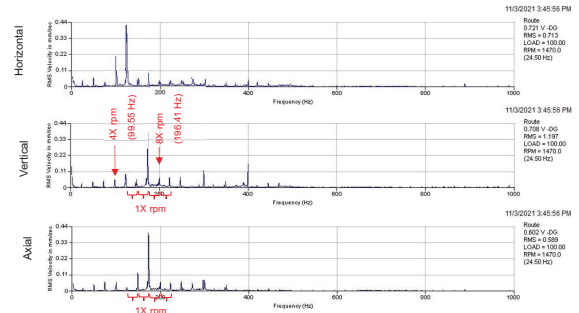 11/3/2021 3:45:56 PM
Horizontal
RMS Velocity in mm/sec
0.44
0.33
0.22
0.11
0
0
200
400
600
800
1000
Frequency (Hz)
Route
0.721 V -DG
RMS = 0.713
LOAD = 100.00
RPM = 1470.0
(24.50 Hz)
11/3/2021 3:45:56 PM
Vertical
RMS Velocity in mm/sec
0.44
0.33
0.22
0.11
0
4X rpm
(99.55 Hz)
8X rpm
(196.41 Hz)
0
200
400
600
800
1000
Frequency (Hz)
1X rpm
Route
0.708 V -DG
RMS = 1.197
LOAD = 100.00
RPM = 1470.0
(24.50 Hz)
11/3/2021 3:45:56 PM
Axial
RMS Velocity in mm/sec
0.44
0.33
0.22
0.11
0
0
200
400
600
800
1000
Frequency (Hz)
1X rpm
Route
0.602 V -DG
RMS = 0.589
LOAD = 100.00
RPM = 1470.0
(24.50 Hz)